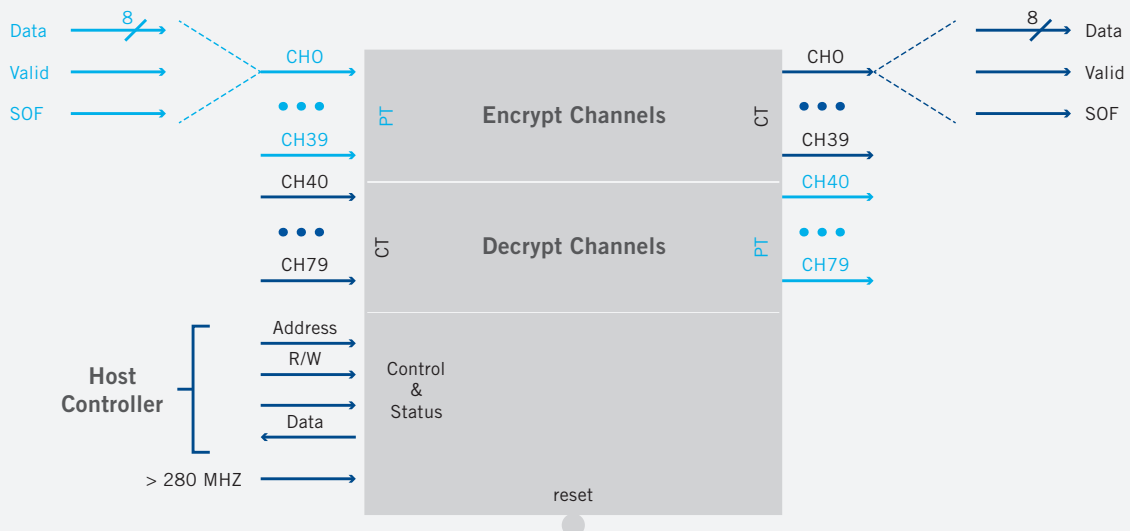 8
8
Data
CHO
CHO
Data
Valid
Valid
SOF
SOF
PT
Encrypt Channels
CT
CH39
CH39
CH40
CH40
CT
Decrypt Channels
PT
CH79
CH79
Address
R/W
Host
Controller
Control
&
Status
Data
> 280 MHZ
reset